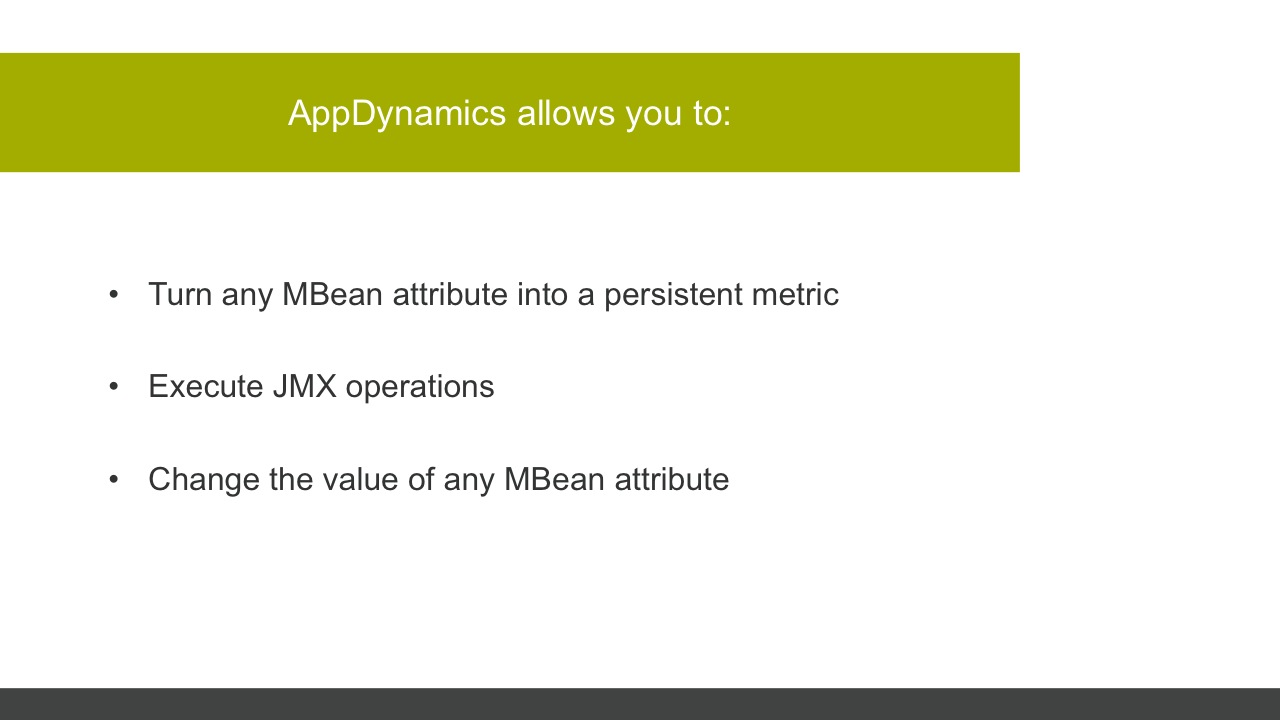 AppDynamics allows you to:
• Turn any MBean attribute into a persistent metric
• Execute JMX operations
• Change the value of any MBean attribute